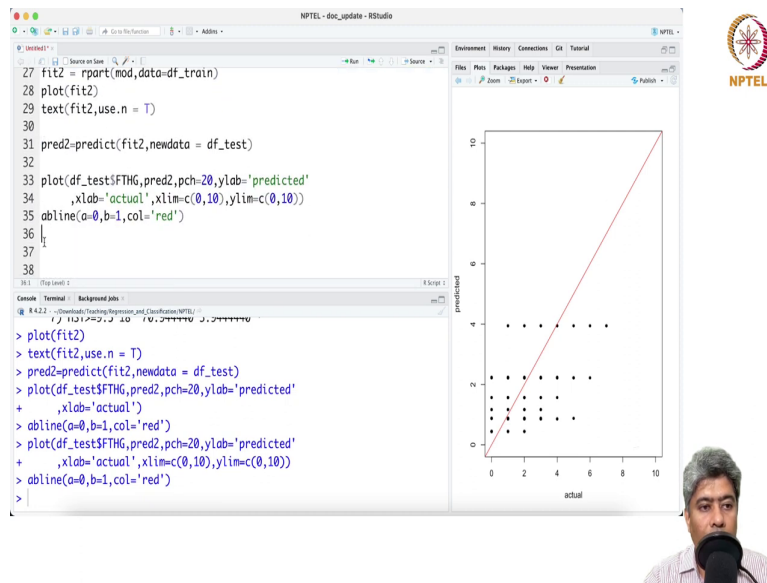 NPTEL - doc_update - RStudio
Go to file/function
Addins
NPTEL
Untitled1*
Source on Save
Run
Source
27 fit2 = rpart(mod,data=df_train)
28 plot(fit2)
29 text(fit2,use.n = T)
30
31 pred2=predict(fit2,newdata = df_test)
32
33 plot(df_test$FTHG,pred2,pch=20,ylab='predicted'
34 ,xlab='actual',xlim=c(0,10),ylim=c(0,10))
35 abline(a=0,b=1,col='red')
36
37
38
36:1 (Top Level) R Script
Console Terminal Background Jobs
R 4.2.2 · ~/Downloads/Teaching/Regression_and_Classification/NPTEL/
> plot(fit2)
> text(fit2,use.n = T)
> pred2=predict(fit2,newdata = df_test)
> plot(df_test$FTHG,pred2,pch=20,ylab='predicted'
+ ,xlab='actual')
> abline(a=0,b=1,col='red')
> plot(df_test$FTHG,pred2,pch=20,ylab='predicted'
+ ,xlab='actual',xlim=c(0,10),ylim=c(0,10))
> abline(a=0,b=1,col='red')
>
Environment History Connections Git Tutorial
Files Plots Packages Help Viewer Presentation
Zoom Export Publish
10
8
6
4
2
0
predicted
0 2 4 6 8 10
actual
NPTEL